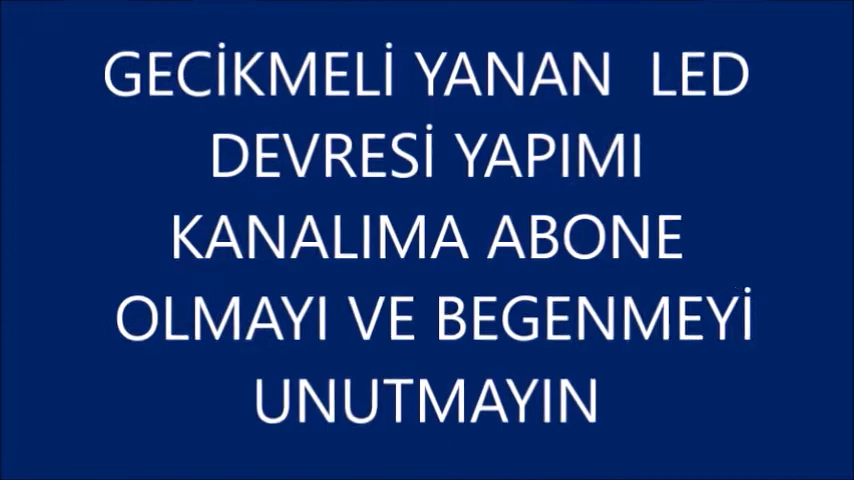 GECİKMELİ YANAN LED
DEVRESİ YAPIMI
KANALIMA ABONE
OLMAYI VE BEGENMEYİ
UNUTMAYIN